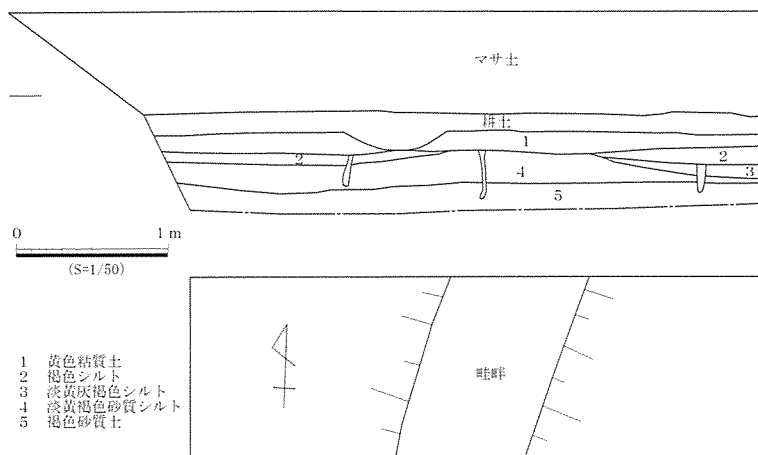 マサ土
耕土
1
2
2
3
4
5
0 1 m
(S=1/50)
畦畔
1 黄色粘質土
2 褐色シルト
3 淡黄灰褐色シルト
4 淡黄褐色砂質シルト
5 褐色砂質土